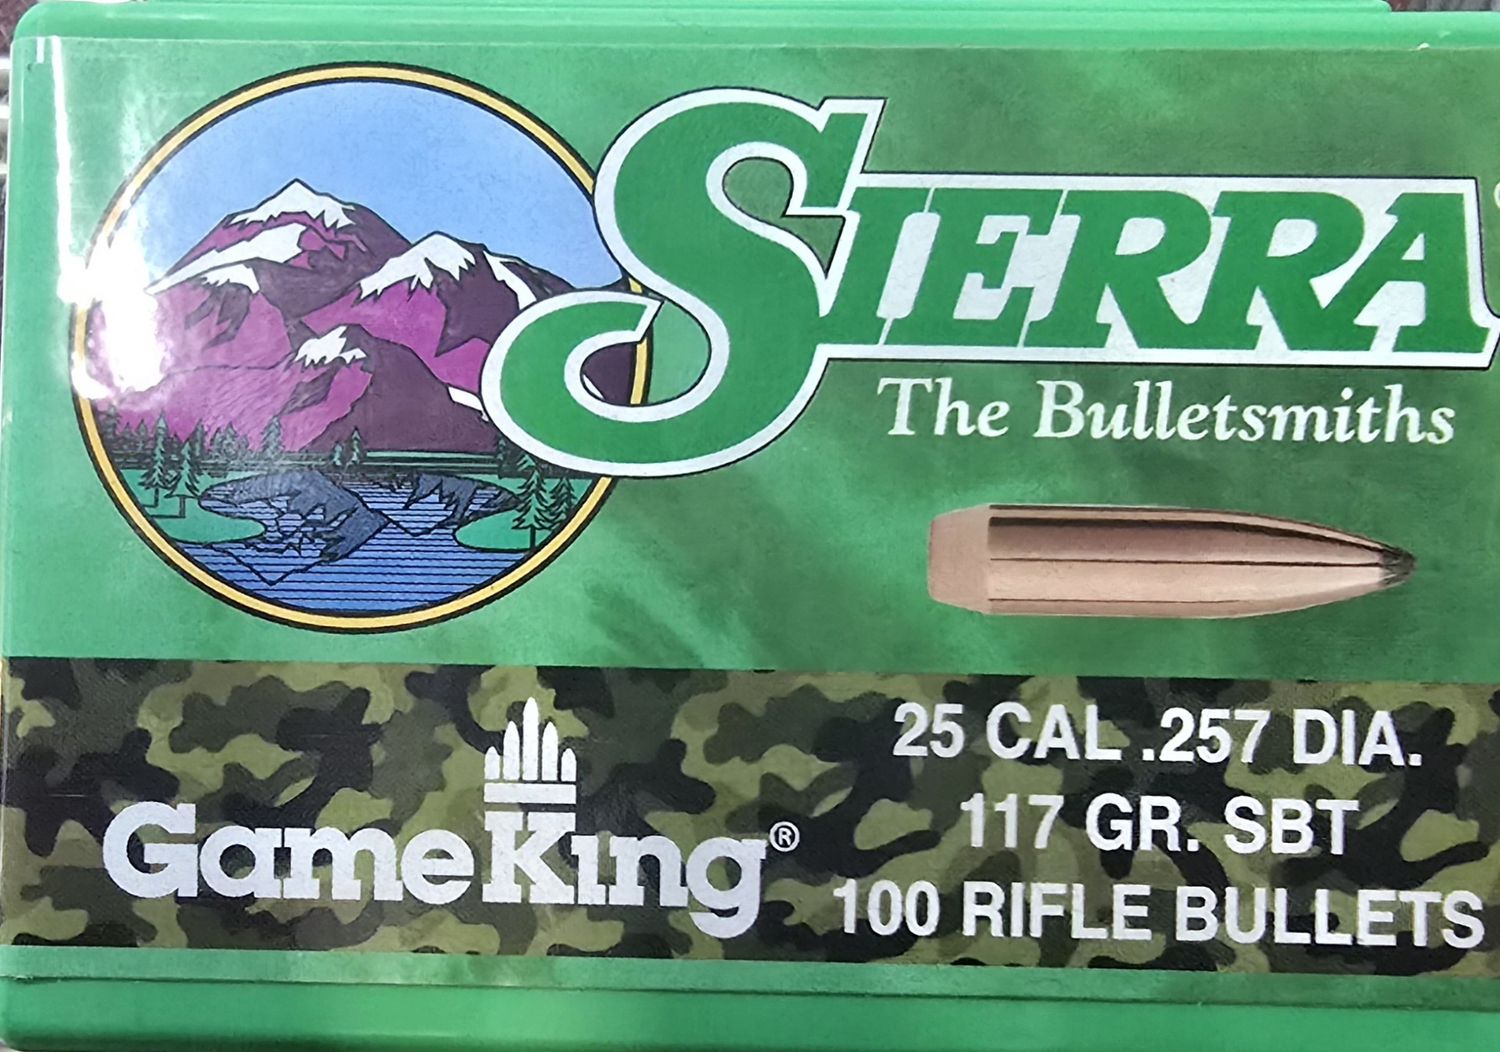 SIERRA
The Bulletsmiths
GameKing®
25 CAL .257 DIA.
117 GR. SBT
100 RIFLE BULLETS